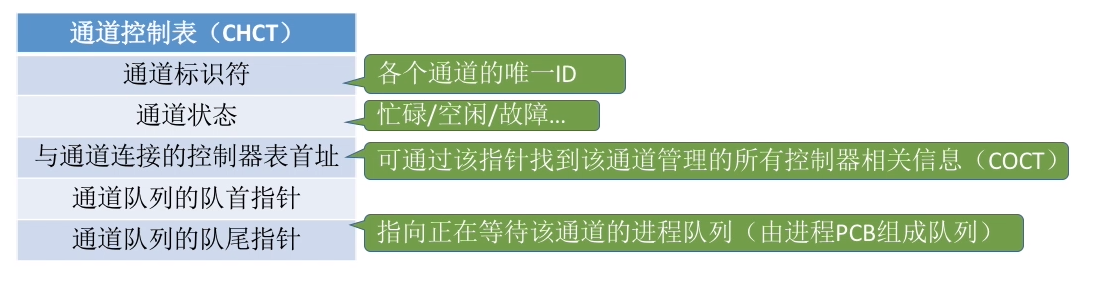 通道控制表（CHCT）
通道标识符
各个通道的唯一ID
通道状态
忙碌/空闲/故障...
与通道连接的控制器表首址
可通过该指针找到该通道管理的所有控制器相关信息（COCT）
通道队列的队首指针
通道队列的队尾指针
指向正在等待该通道的进程队列（由进程PCB组成队列）